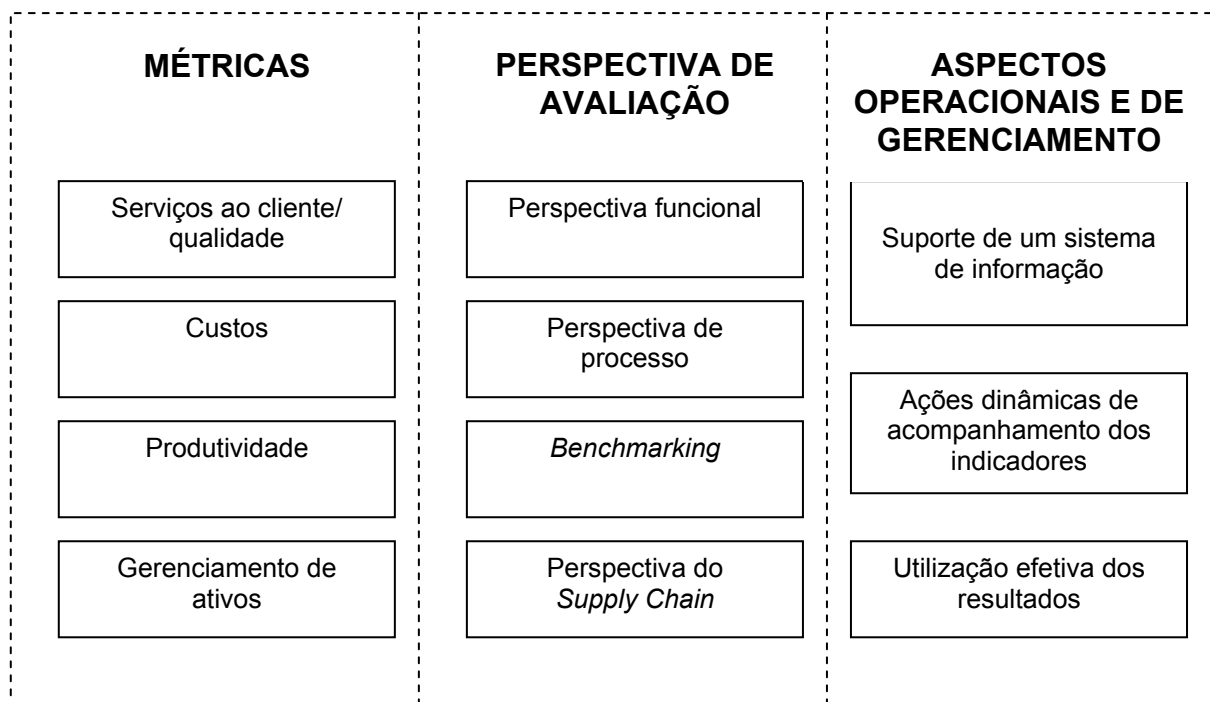 MÉTRICAS
Serviços ao cliente/
qualidade
Custos
Produtividade
Gerenciamento de
ativos
PERSPECTIVA DE
AVALIAÇÃO
Perspectiva funcional
Perspectiva de
processo
Benchmarking
Perspectiva do
Supply Chain
ASPECTOS
OPERACIONAIS E DE
GERENCIAMENTO
Suporte de um sistema
de informação
Ações dinâmicas de
acompanhamento dos
indicadores
Utilização efetiva dos
resultados